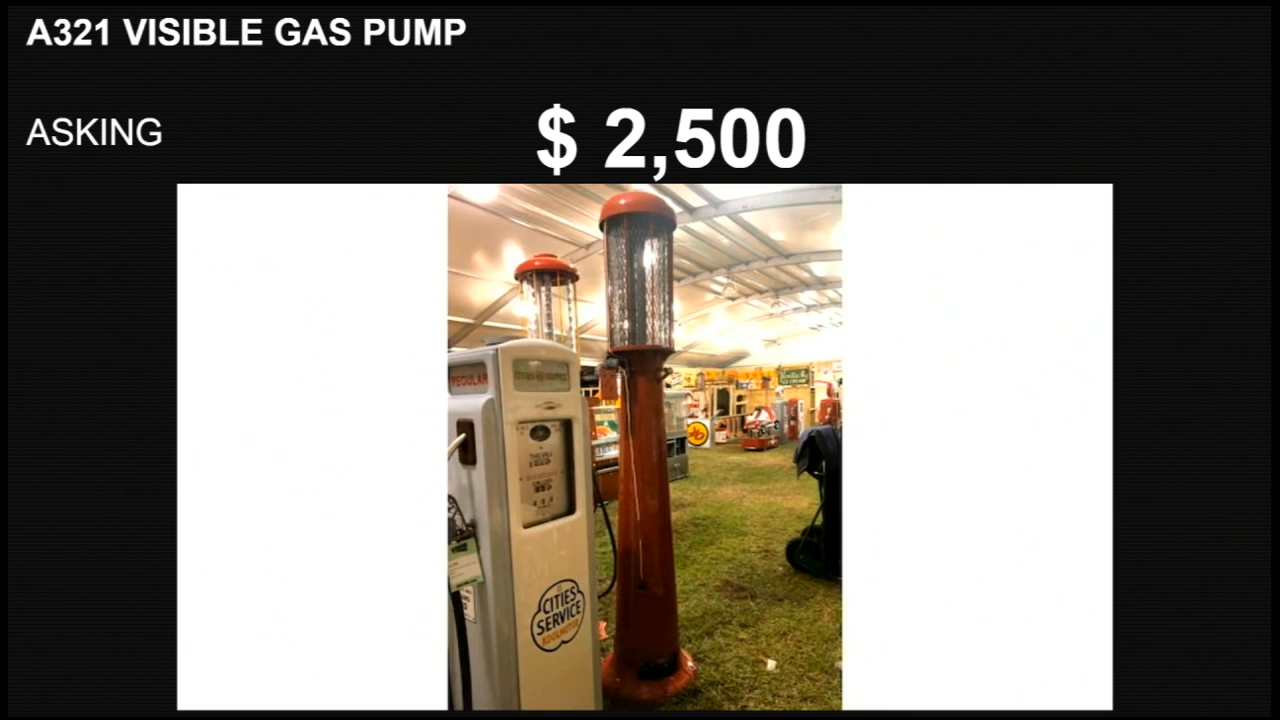 A321 VISIBLE GAS PUMP
ASKING
$ 2,500
REGULAR
CITIES
SERVICE